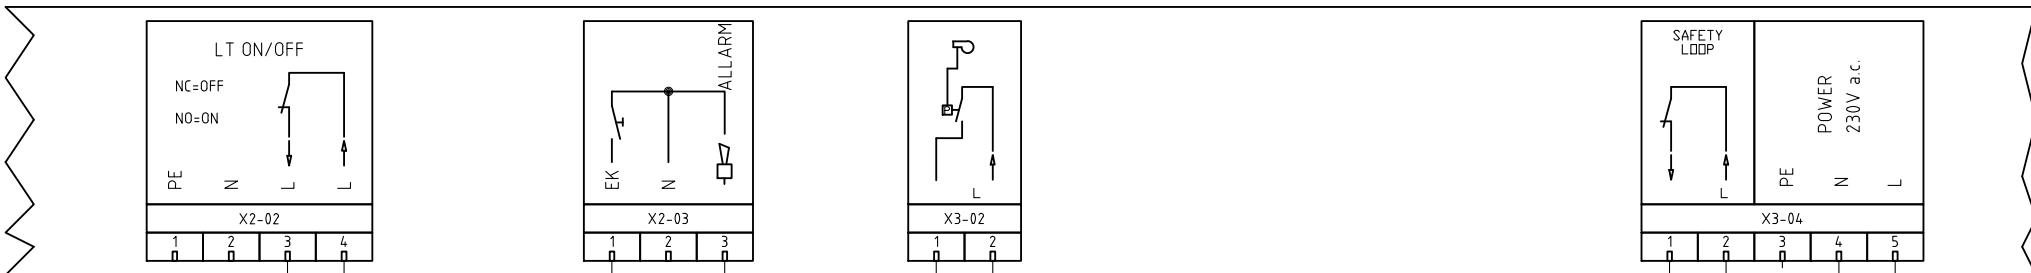 LT ON/OFF
NC=OFF
NO=ON
PE
N
L
L
X2-02
1
2
3
4
ALLARM
EK
N
X2-03
1
2
3
P
L
X3-02
1
2
SAFETY
LOOP
L
POWER
230V a.c.
PE
N
L
X3-04
1
2
3
4
5